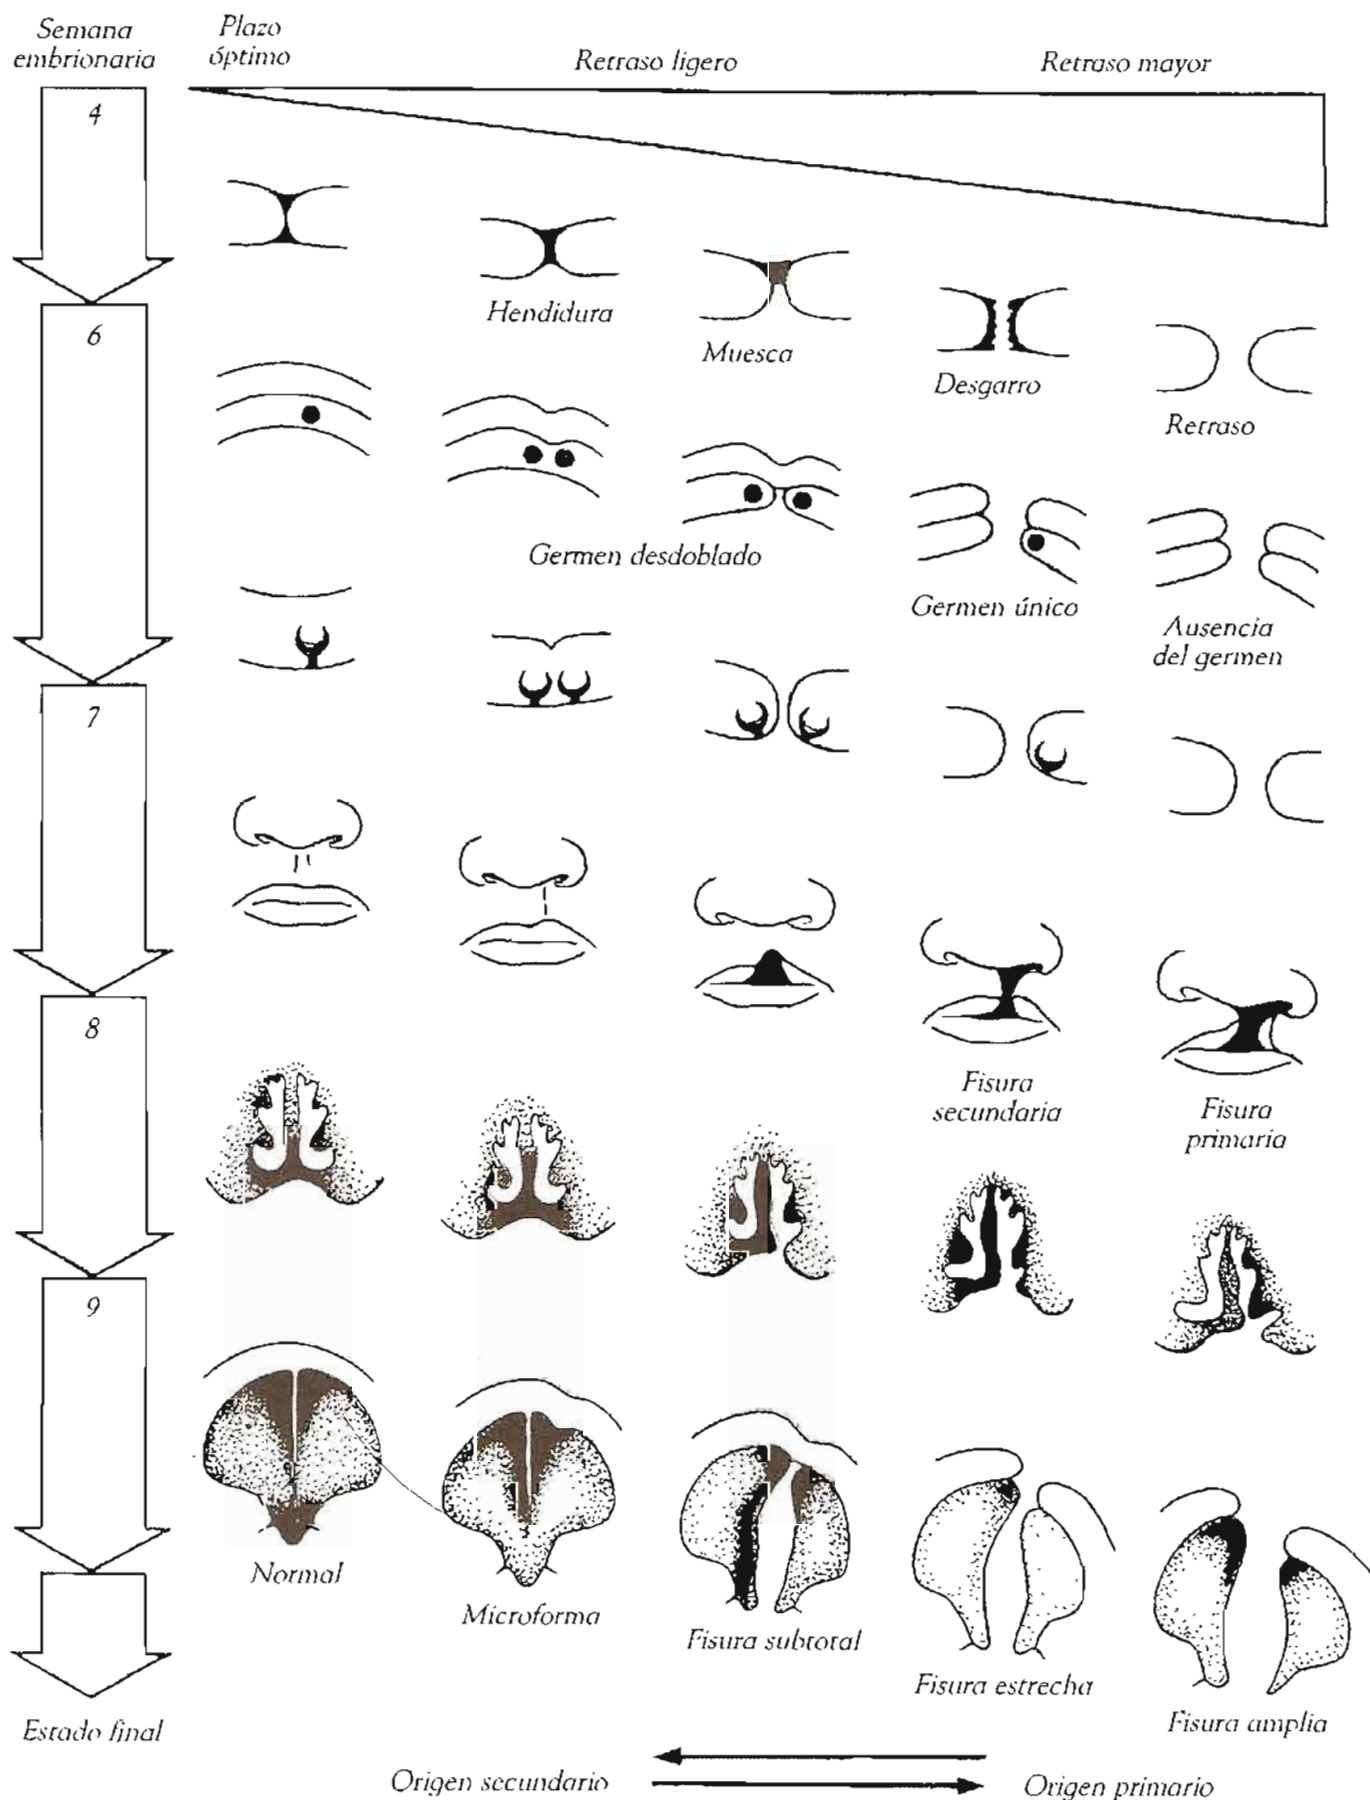 Semana
embrionaria
Plazo
óptimo
Retraso ligero
Retraso mayor
4
Hendidura
Muesca
Desgarro
Retraso
6
Germen desdoblado
Germen único
Ausencia
del germen
7
8
Fisura
secundaria
Fisura
primaria
9
Normal
Microforma
Fisura subtotal
Fisura estrecha
Fisura amplia
Estado final
Origen secundario
Origen primario